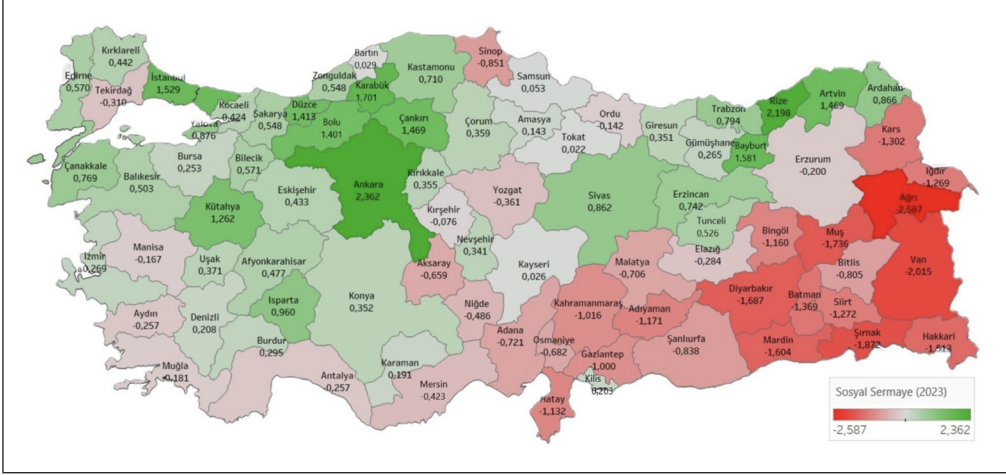 Kırklareli
0,442
Edirne
0,570
Tekirdağ
-0,310
İstanbul
1,529
Kocaeli
0,424
Yalova
0,876
Sakarya
0,548
Düzce
1,413
Zonguldak
0,548
Bartın
0,029
Karabük
1,701
Kastamonu
0,710
Sinop
-0,851
Samsun
0,053
Bolu
1,401
Çankırı
1,469
Çorum
0,359
Amasya
0,143
Tokat
0,022
Ordu
-0,142
Giresun
0,351
Trabzon
0,794
Gümüşhane
0,265
Rize
2,198
Bayburt
1,581
Artvin
1,469
Ardahan
0,866
Kars
-1,302
Iğdır
-1,269
Ağrı
-2,587
Erzurum
-0,200
Çanakkale
0,769
Balıkesir
0,503
Bursa
0,253
Bilecik
0,571
Eskişehir
0,433
Kütahya
1,262
Ankara
2,362
Kırıkkale
0,355
Kırşehir
-0,076
Yozgat
-0,361
Sivas
0,862
Erzincan
0,742
Tunceli
0,526
Bingöl
-1,160
Muş
-1,736
Bitlis
-0,805
Van
-2,015
Manisa
-0,167
İzmir
0,269
Uşak
0,371
Afyonkarahisar
0,477
Nevşehir
0,341
Aksaray
-0,659
Kayseri
0,026
Malatya
-0,706
Elazığ
-0,284
Diyarbakır
-1,687
Batman
-1,369
Siirt
-1,272
Şırnak
-1,872
Hakkari
-1,513
Mardin
-1,604
Aydın
-0,257
Denizli
0,208
Isparta
0,960
Burdur
0,295
Konya
0,352
Niğde
-0,486
Kahramanmaraş
-1,016
Adıyaman
-1,171
Şanlıurfa
-0,838
Adana
-0,721
Osmaniye
-0,682
Gaziantep
-1,000
Kilis
0,203
Hatay
-1,132
Muğla
-0,181
Antalya
-0,257
Karaman
0,191
Mersin
-0,423
Sosyal Sermaye (2023)
-2,587 2,362